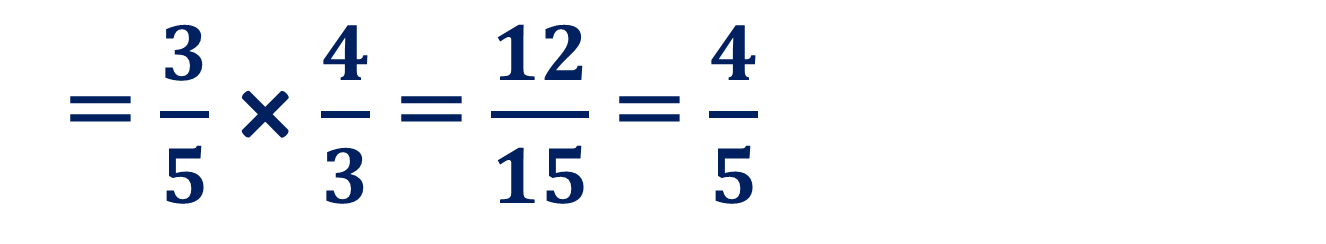 = 3/5 × 4/3 = 12/15 = 4/5